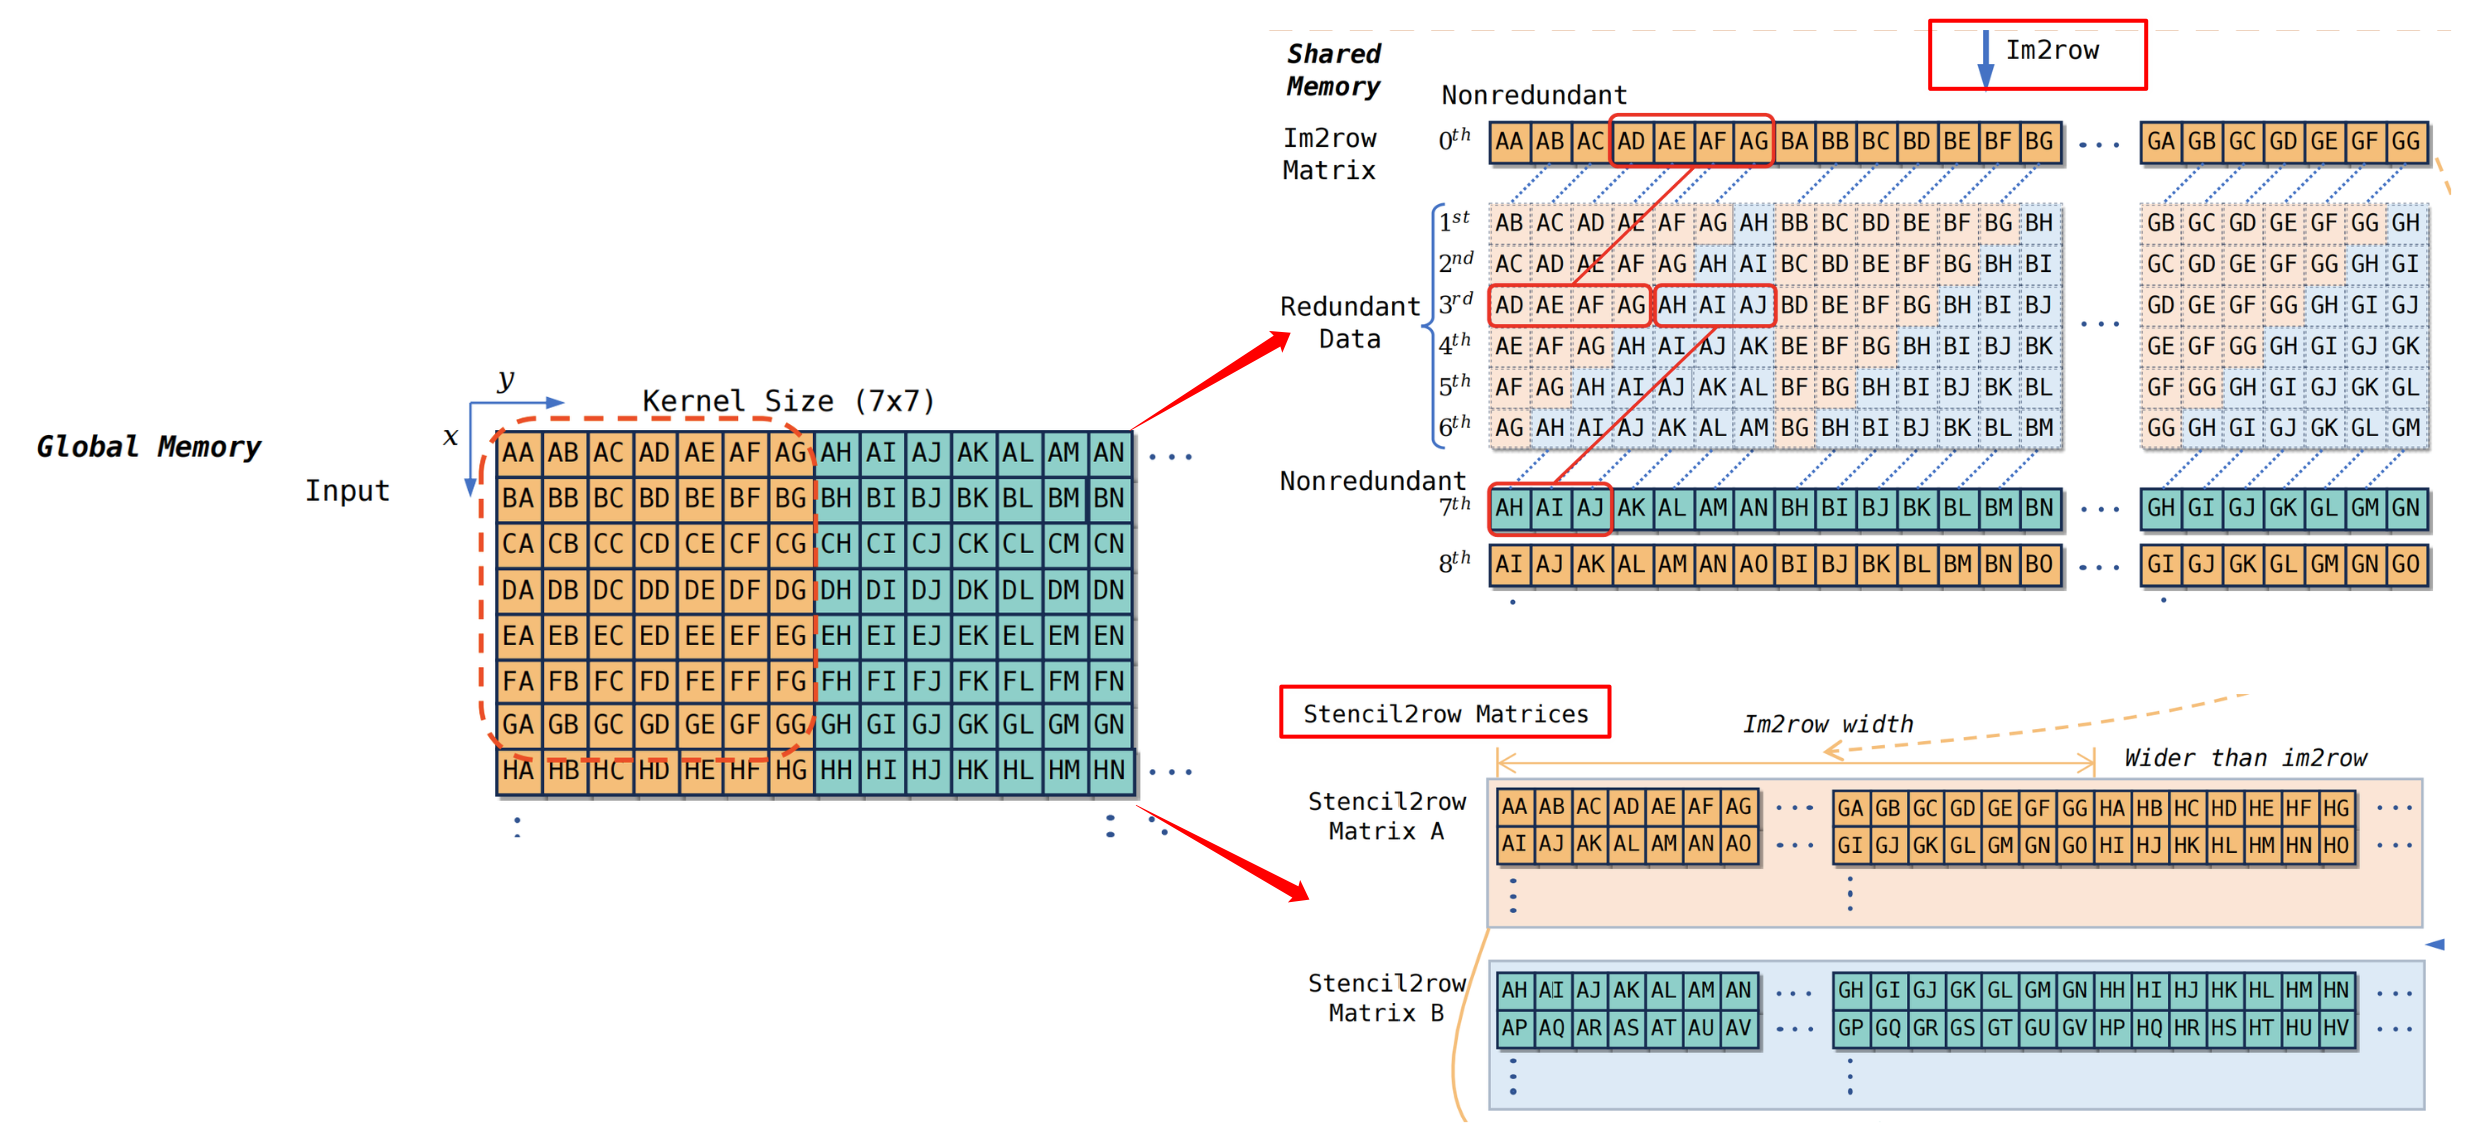 Global Memory
Input
y
x
Kernel Size (7x7)
AA AB AC AD AE AF AG AH AI AJ AK AL AM AN ...
BA BB BC BD BE BF BG BH BI BJ BK BL BM BN
CA CB CC CD CE CF CG CH CI CJ CK CL CM CN
DA DB DC DD DE DF DG DH DI DJ DK DL DM DN
EA EB EC ED EE EF EG EH EI EJ EK EL EM EN
FA FB FC FD FE FF FG FH FI FJ FK FL FM FN
GA GB GC GD GE GF GG GH GI GJ GK GL GM GN
HA HB HC HD HE HF HG HH HI HJ HK HL HM HN ...
Shared
Memory
Im2row
Nonredundant
Im2row
Matrix
0th AA AB AC AD AE AF AG BA BB BC BD BE BF BG ... GA GB GC GD GE GF GG
Redundant
Data
1st AB AC AD AE AF AG AH BB BC BD BE BF BG BH GB GC GD GE GF GG GH
2nd AC AD AE AF AG AH AI BC BD BE BF BG BH BI GC GD GE GF GG GH GI
3rd AD AE AF AG AH AI AJ BD BE BF BG BH BI BJ ... GD GE GF GG GH GI GJ
4th AE AF AG AH AI AJ AK BE BF BG BH BI BJ BK GE GF GG GH GI GJ GK
5th AF AG AH AI AJ AK AL BF BG BH BI BJ BK BL GF GG GH GI GJ GK GL
6th AG AH AI AJ AK AL AM BG BH BI BJ BK BL BM GG GH GI GJ GK GL GM
Nonredundant
7th AH AI AJ AK AL AM AN BH BI BJ BK BL BM BN ... GH GI GJ GK GL GM GN
8th AI AJ AK AL AM AN AO BI BJ BK BL BM BN BO ... GI GJ GK GL GM GN GO
Stencil2row Matrices
Im2row width
Wider than im2row
Stencil2row
Matrix A
AA AB AC AD AE AF AG ... GA GB GC GD GE GF GG HA HB HC HD HE HF HG ...
AI AJ AK AL AM AN AO ... GI GJ GK GL GM GN GO HI HJ HK HL HM HN HO ...
Stencil2row
Matrix B
AH AI AJ AK AL AM AN ... GH GI GJ GK GL GM GN HH HI HJ HK HL HM HN ...
AP AQ AR AS AT AU AV ... GP GQ GR GS GT GU GV HP HQ HR HS HT HU HV ...